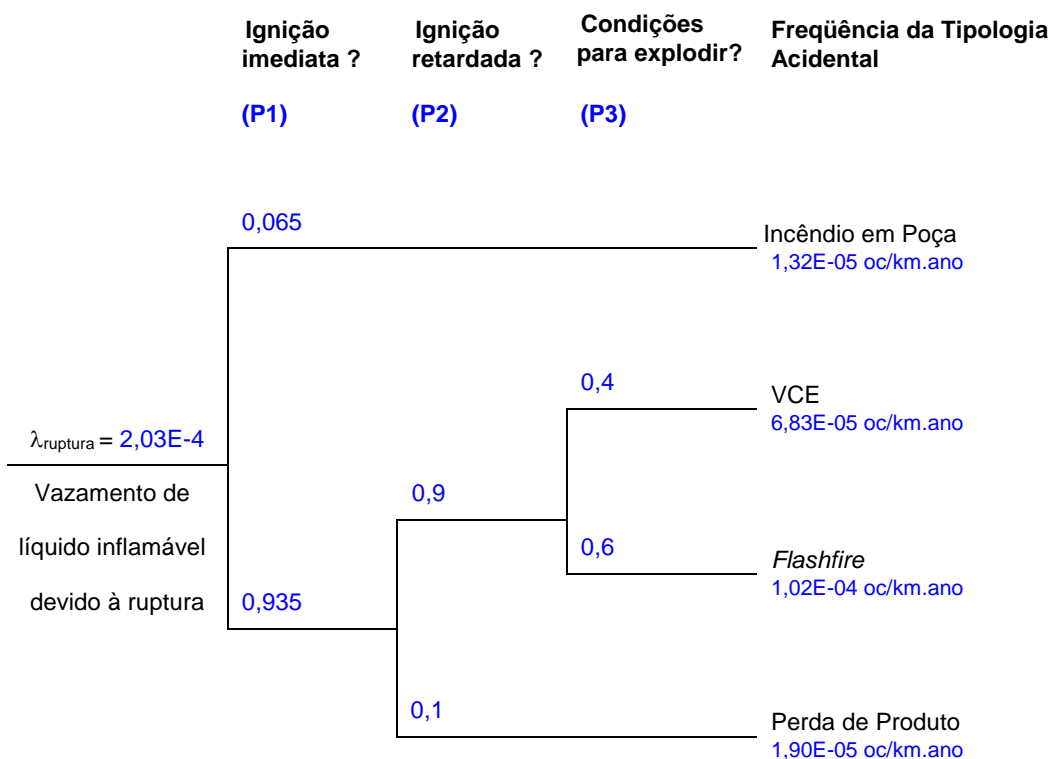 Ignição
imediata ?
(P1)
Ignição
retardada ?
(P2)
Condições
para explodir?
(P3)
Freqüência da Tipologia
Acidental
0,065
Incêndio em Poça
1,32E-05 oc/km.ano
0,4
VCE
6,83E-05 oc/km.ano
λruptura = 2,03E-4
Vazamento de
líquido inflamável
devido à ruptura
0,9
0,6
Flashfire
1,02E-04 oc/km.ano
0,935
0,1
Perda de Produto
1,90E-05 oc/km.ano